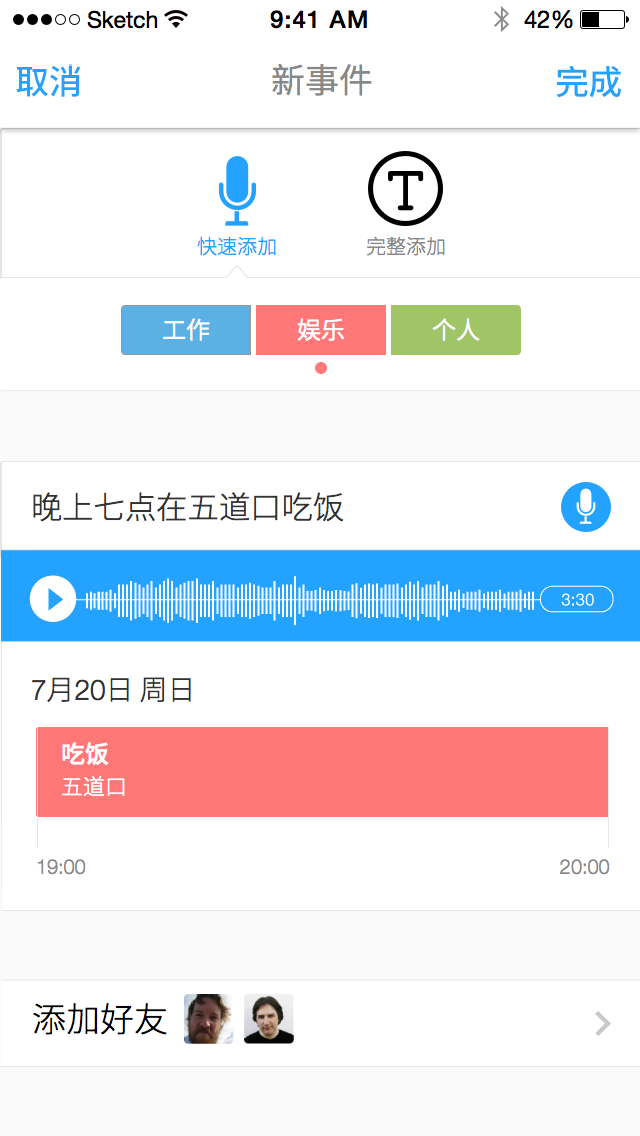 Sketch 9:41 AM 42%
取消 新事件 完成
T
快速添加 完整添加
工作 娱乐 个人
晚上七点在五道口吃饭
3:30
7月20日 周日
吃饭
五道口
19:00 20:00
添加好友